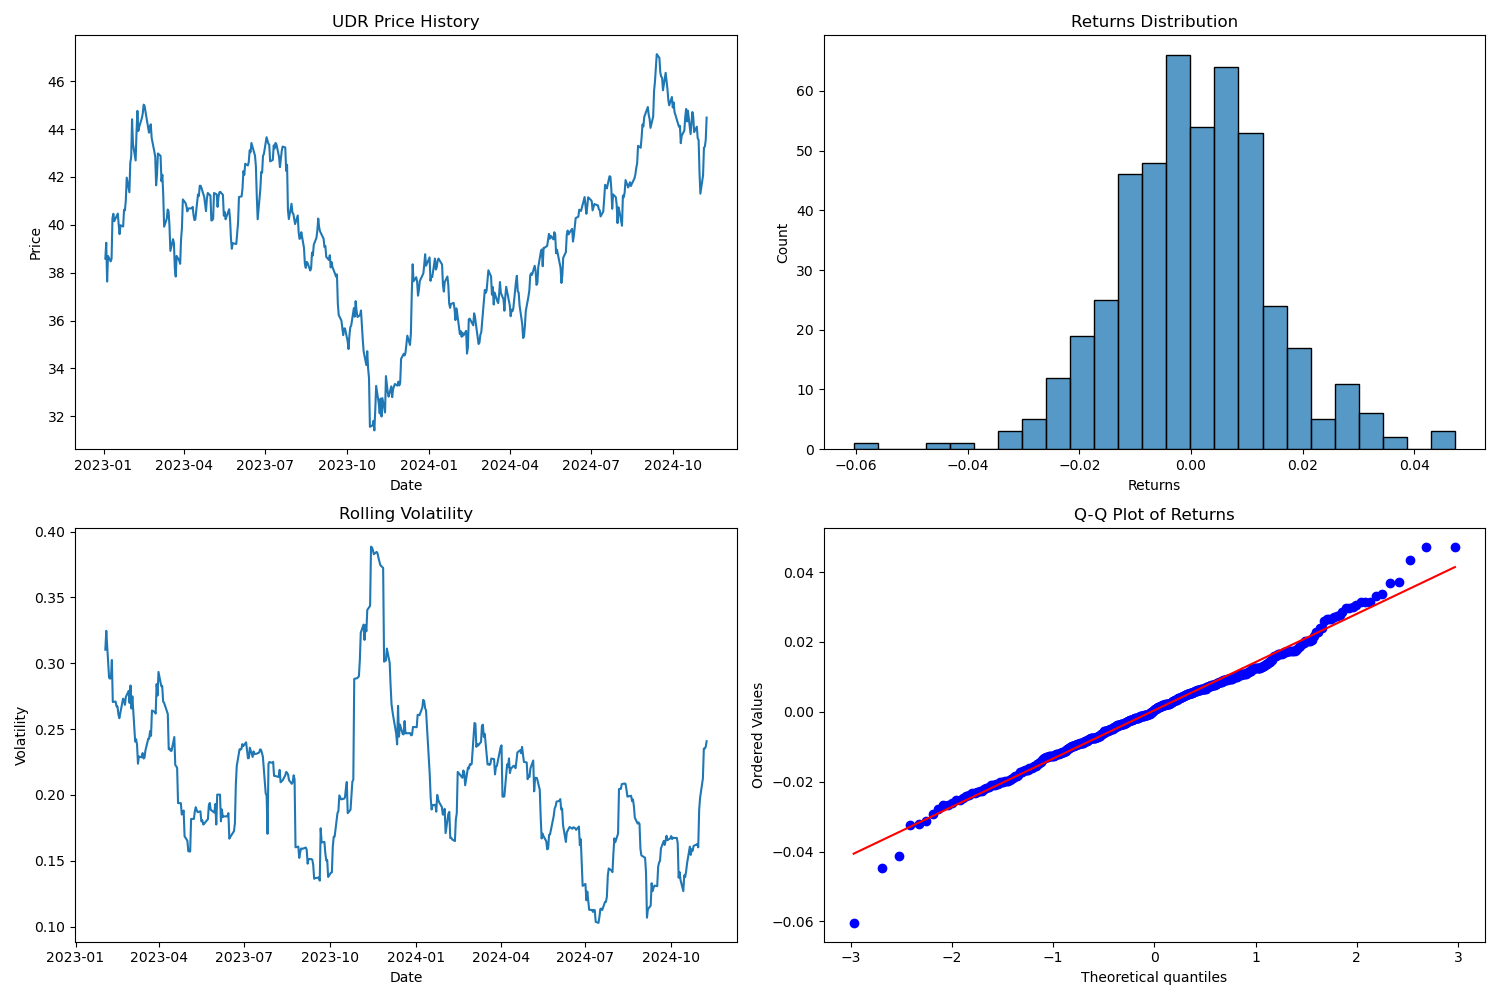 UDR Price History
Price
46
44
42
40
38
36
34
32
2023-01 2023-04 2023-07 2023-10 2024-01 2024-04 2024-07 2024-10
Date
Returns Distribution
Count
60
50
40
30
20
10
0
−0.06 −0.04 −0.02 0.00 0.02 0.04
Returns
Rolling Volatility
Volatility
0.40
0.35
0.30
0.25
0.20
0.15
0.10
2023-01 2023-04 2023-07 2023-10 2024-01 2024-04 2024-07 2024-10
Date
Q-Q Plot of Returns
Ordered Values
0.04
0.02
0.00
−0.02
−0.04
−0.06
−3 −2 −1 0 1 2 3
Theoretical quantiles